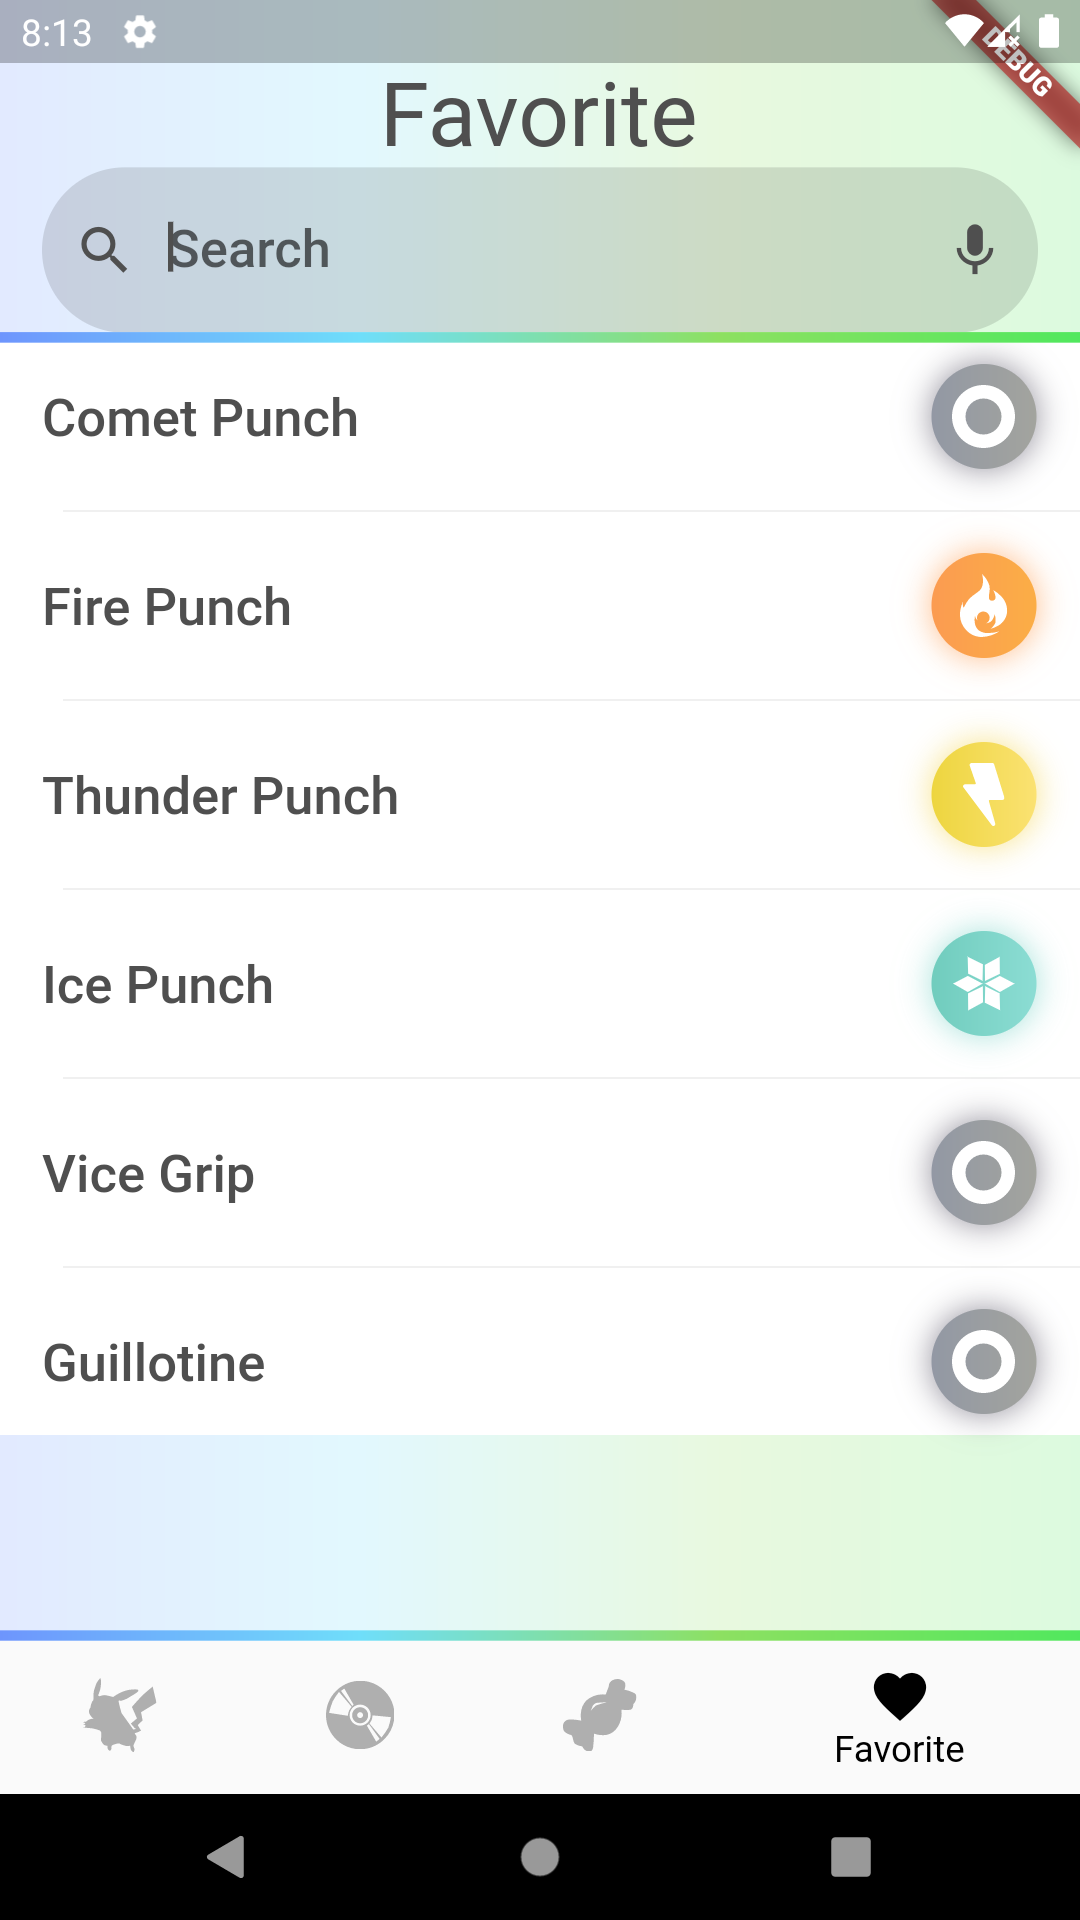 8:13
DEBUG
Favorite
Search
Comet Punch
Fire Punch
Thunder Punch
Ice Punch
Vice Grip
Guillotine
Favorite